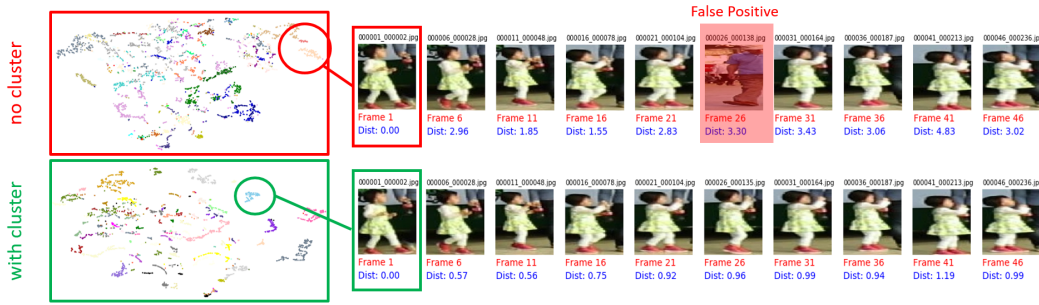 False Positive
no cluster
000001_000002.jpg 000006_000028.jpg 000011_000048.jpg 000016_000078.jpg 000021_000104.jpg 000026_000138.jpg 000031_000164.jpg 000036_000187.jpg 000041_000213.jpg 000046_000236.jpg
Frame 1 Frame 6 Frame 11 Frame 16 Frame 21 Frame 26 Frame 31 Frame 36 Frame 41 Frame 46
Dist: 0.00 Dist: 2.96 Dist: 1.85 Dist: 1.55 Dist: 2.83 Dist: 3.30 Dist: 3.43 Dist: 3.06 Dist: 4.83 Dist: 3.02
with cluster
000001_000002.jpg 000006_000028.jpg 000011_000048.jpg 000016_000078.jpg 000021_000104.jpg 000026_000135.jpg 000031_000164.jpg 000036_000187.jpg 000041_000213.jpg 000046_000236.jpg
Frame 1 Frame 6 Frame 11 Frame 16 Frame 21 Frame 26 Frame 31 Frame 36 Frame 41 Frame 46
Dist: 0.00 Dist: 0.57 Dist: 0.56 Dist: 0.75 Dist: 0.92 Dist: 0.96 Dist: 0.99 Dist: 0.94 Dist: 1.19 Dist: 0.99